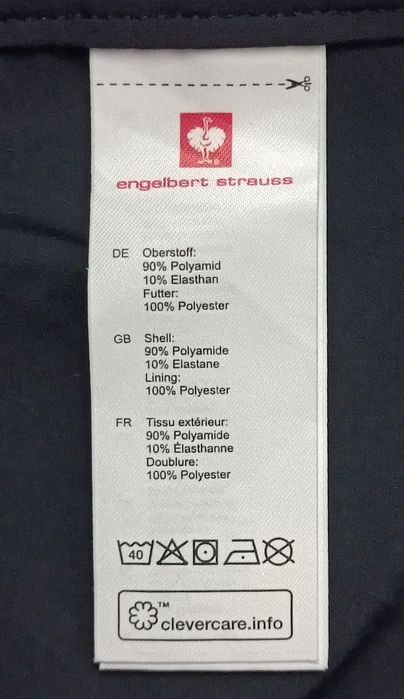 engelbert strauss
DE Oberstoff:
90% Polyamid
10% Elasthan
Futter:
100% Polyester
GB Shell:
90% Polyamide
10% Elastane
Lining:
100% Polyester
FR Tissu extérieur:
90% Polyamide
10% Élasthanne
Doublure:
100% Polyester
40
™
clevercare.info